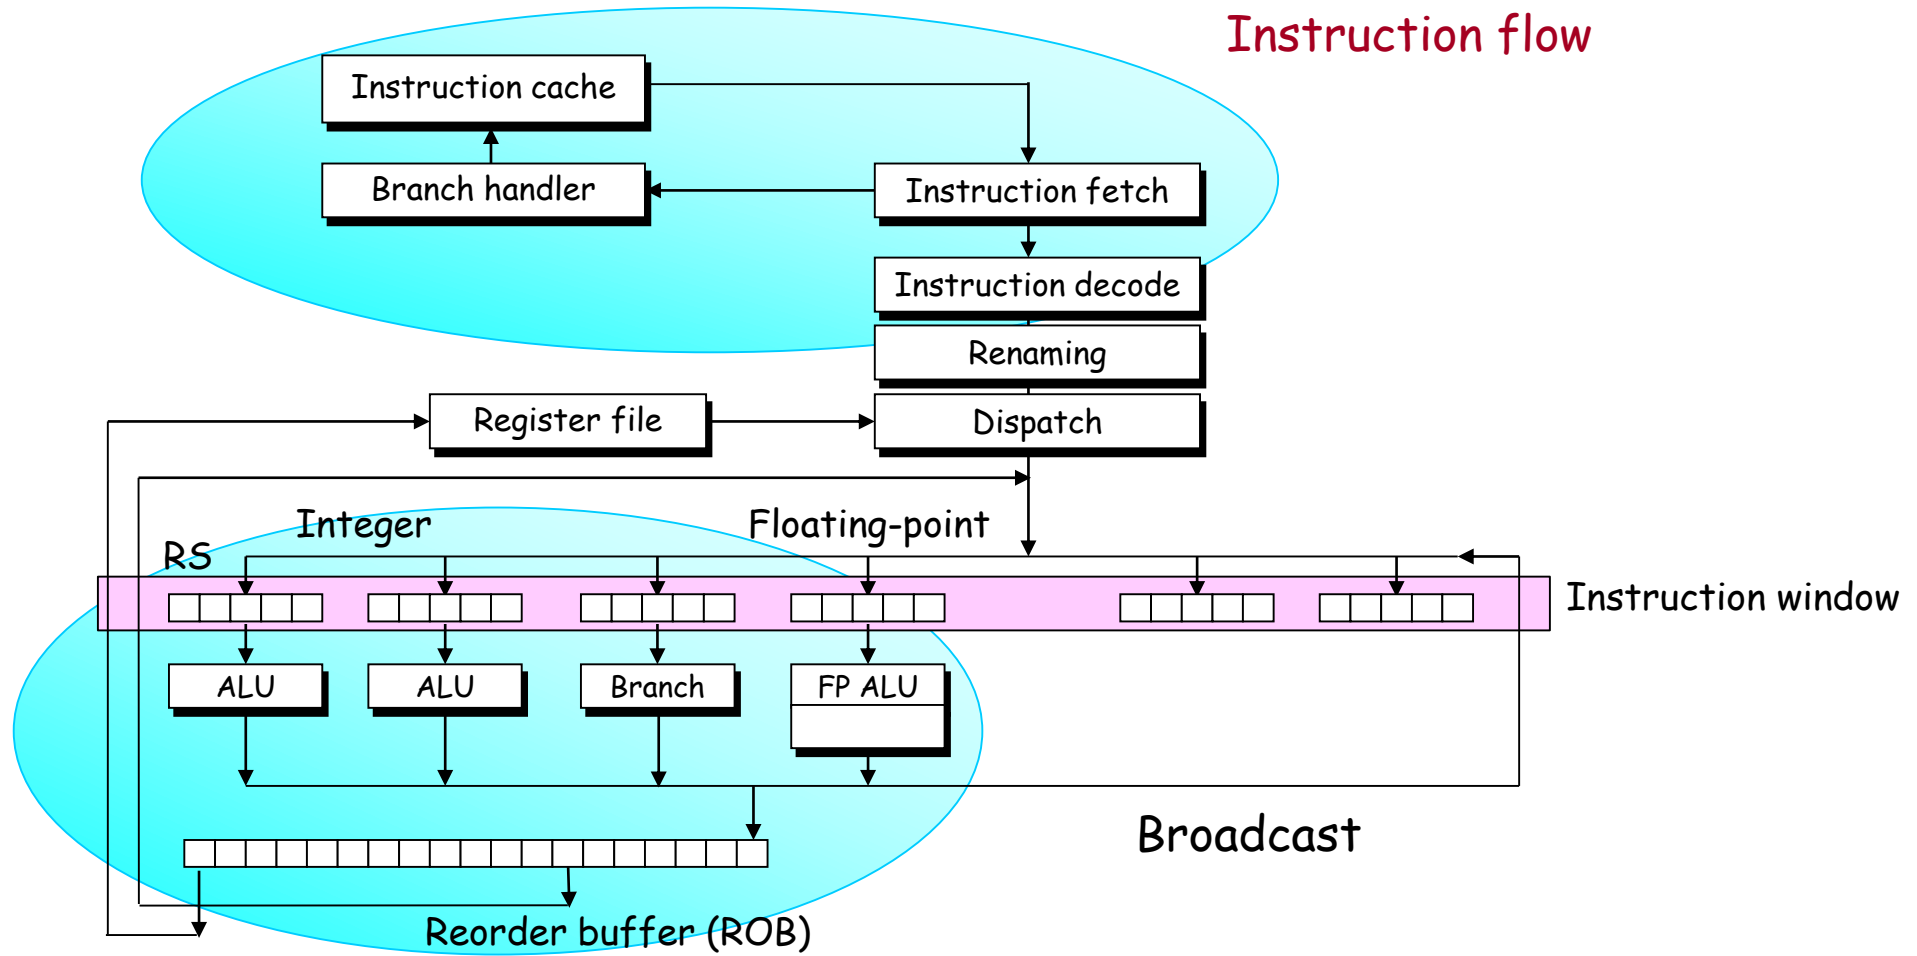 Instruction flow
Instruction cache
Branch handler
Instruction fetch
Instruction decode
Renaming
Register file
Dispatch
Integer
Floating-point
RS
Instruction window
ALU
ALU
Branch
FP ALU
Broadcast
Reorder buffer (ROB)